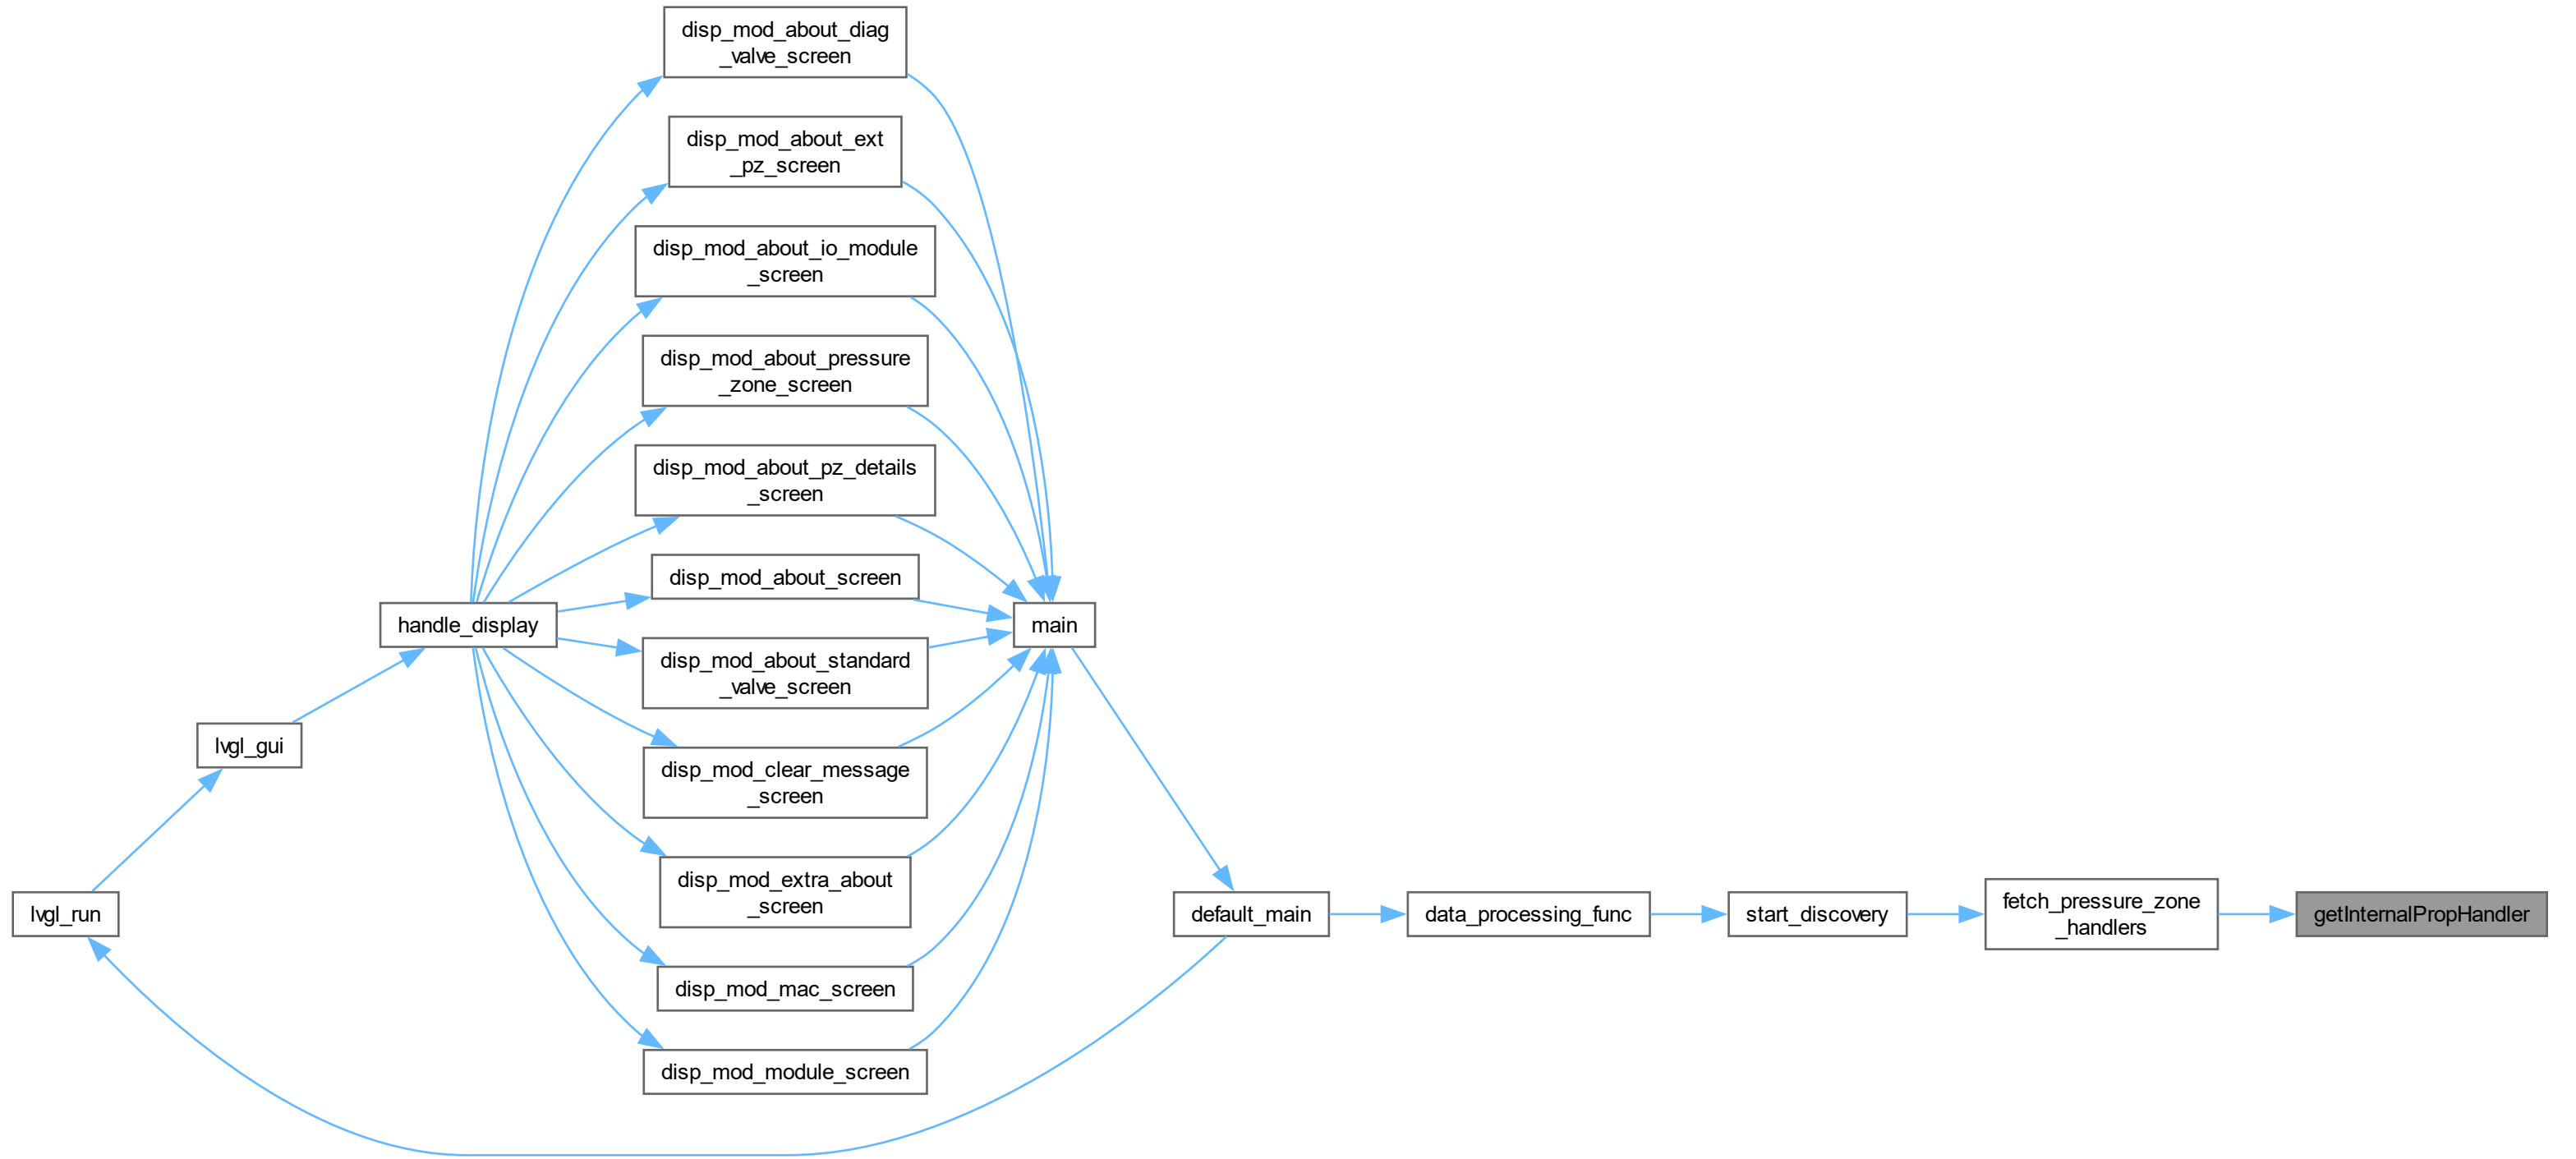 disp_mod_about_diag
_valve_screen
disp_mod_about_ext
_pz_screen
disp_mod_about_io_module
_screen
disp_mod_about_pressure
_zone_screen
disp_mod_about_pz_details
_screen
disp_mod_about_screen
handle_display
main
disp_mod_about_standard
_valve_screen
lvgl_gui
disp_mod_clear_message
_screen
disp_mod_extra_about
_screen
lvgl_run
default_main
data_processing_func
start_discovery
fetch_pressure_zone
_handlers
getInternalPropHandler
disp_mod_mac_screen
disp_mod_module_screen